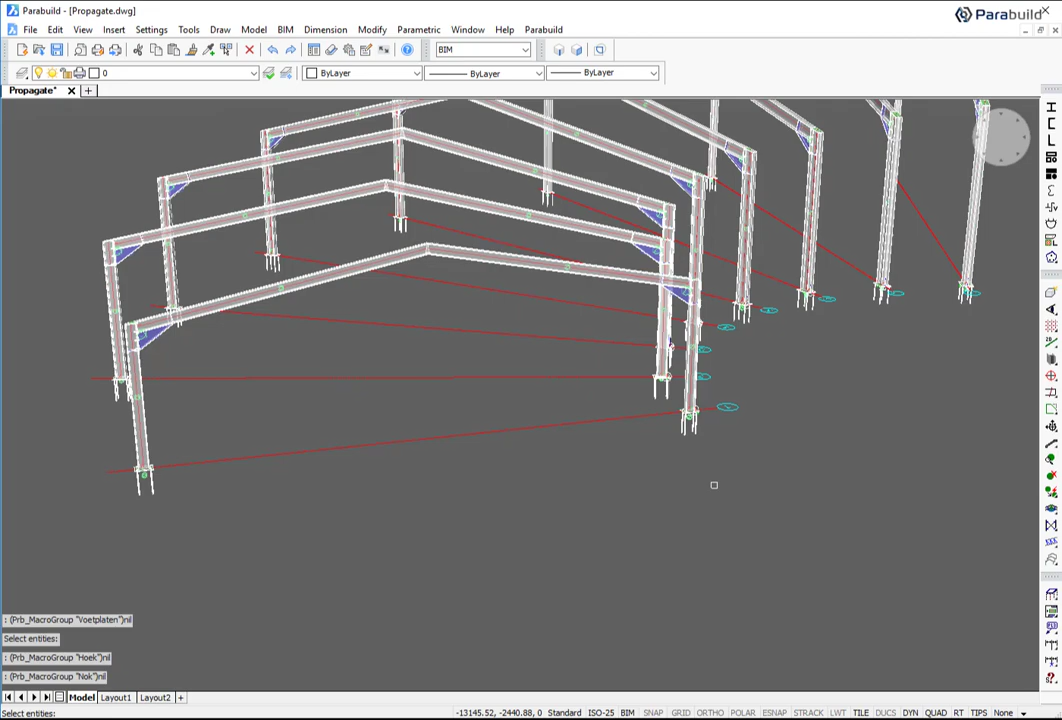 Parabuild - [Propagate.dwg]
Parabuild
File Edit View Insert Settings Tools Draw Model BIM Dimension Modify Parametric Window Help Parabuild
BIM
0 ByLayer ByLayer ByLayer
Propagate*
: (Prb_MacroGroup "Voetplaten")nil
Select entities:
: (Prb_MacroGroup "Hoek")nil
: (Prb_MacroGroup "Nok")nil
Model Layout1 Layout2
Select entities: -13145.52, -2440.88, 0 Standard ISO-25 BIM SNAP GRID ORTHO POLAR ESNAP STRACK LWT TILE DUCS DYN QUAD RT TIPS None